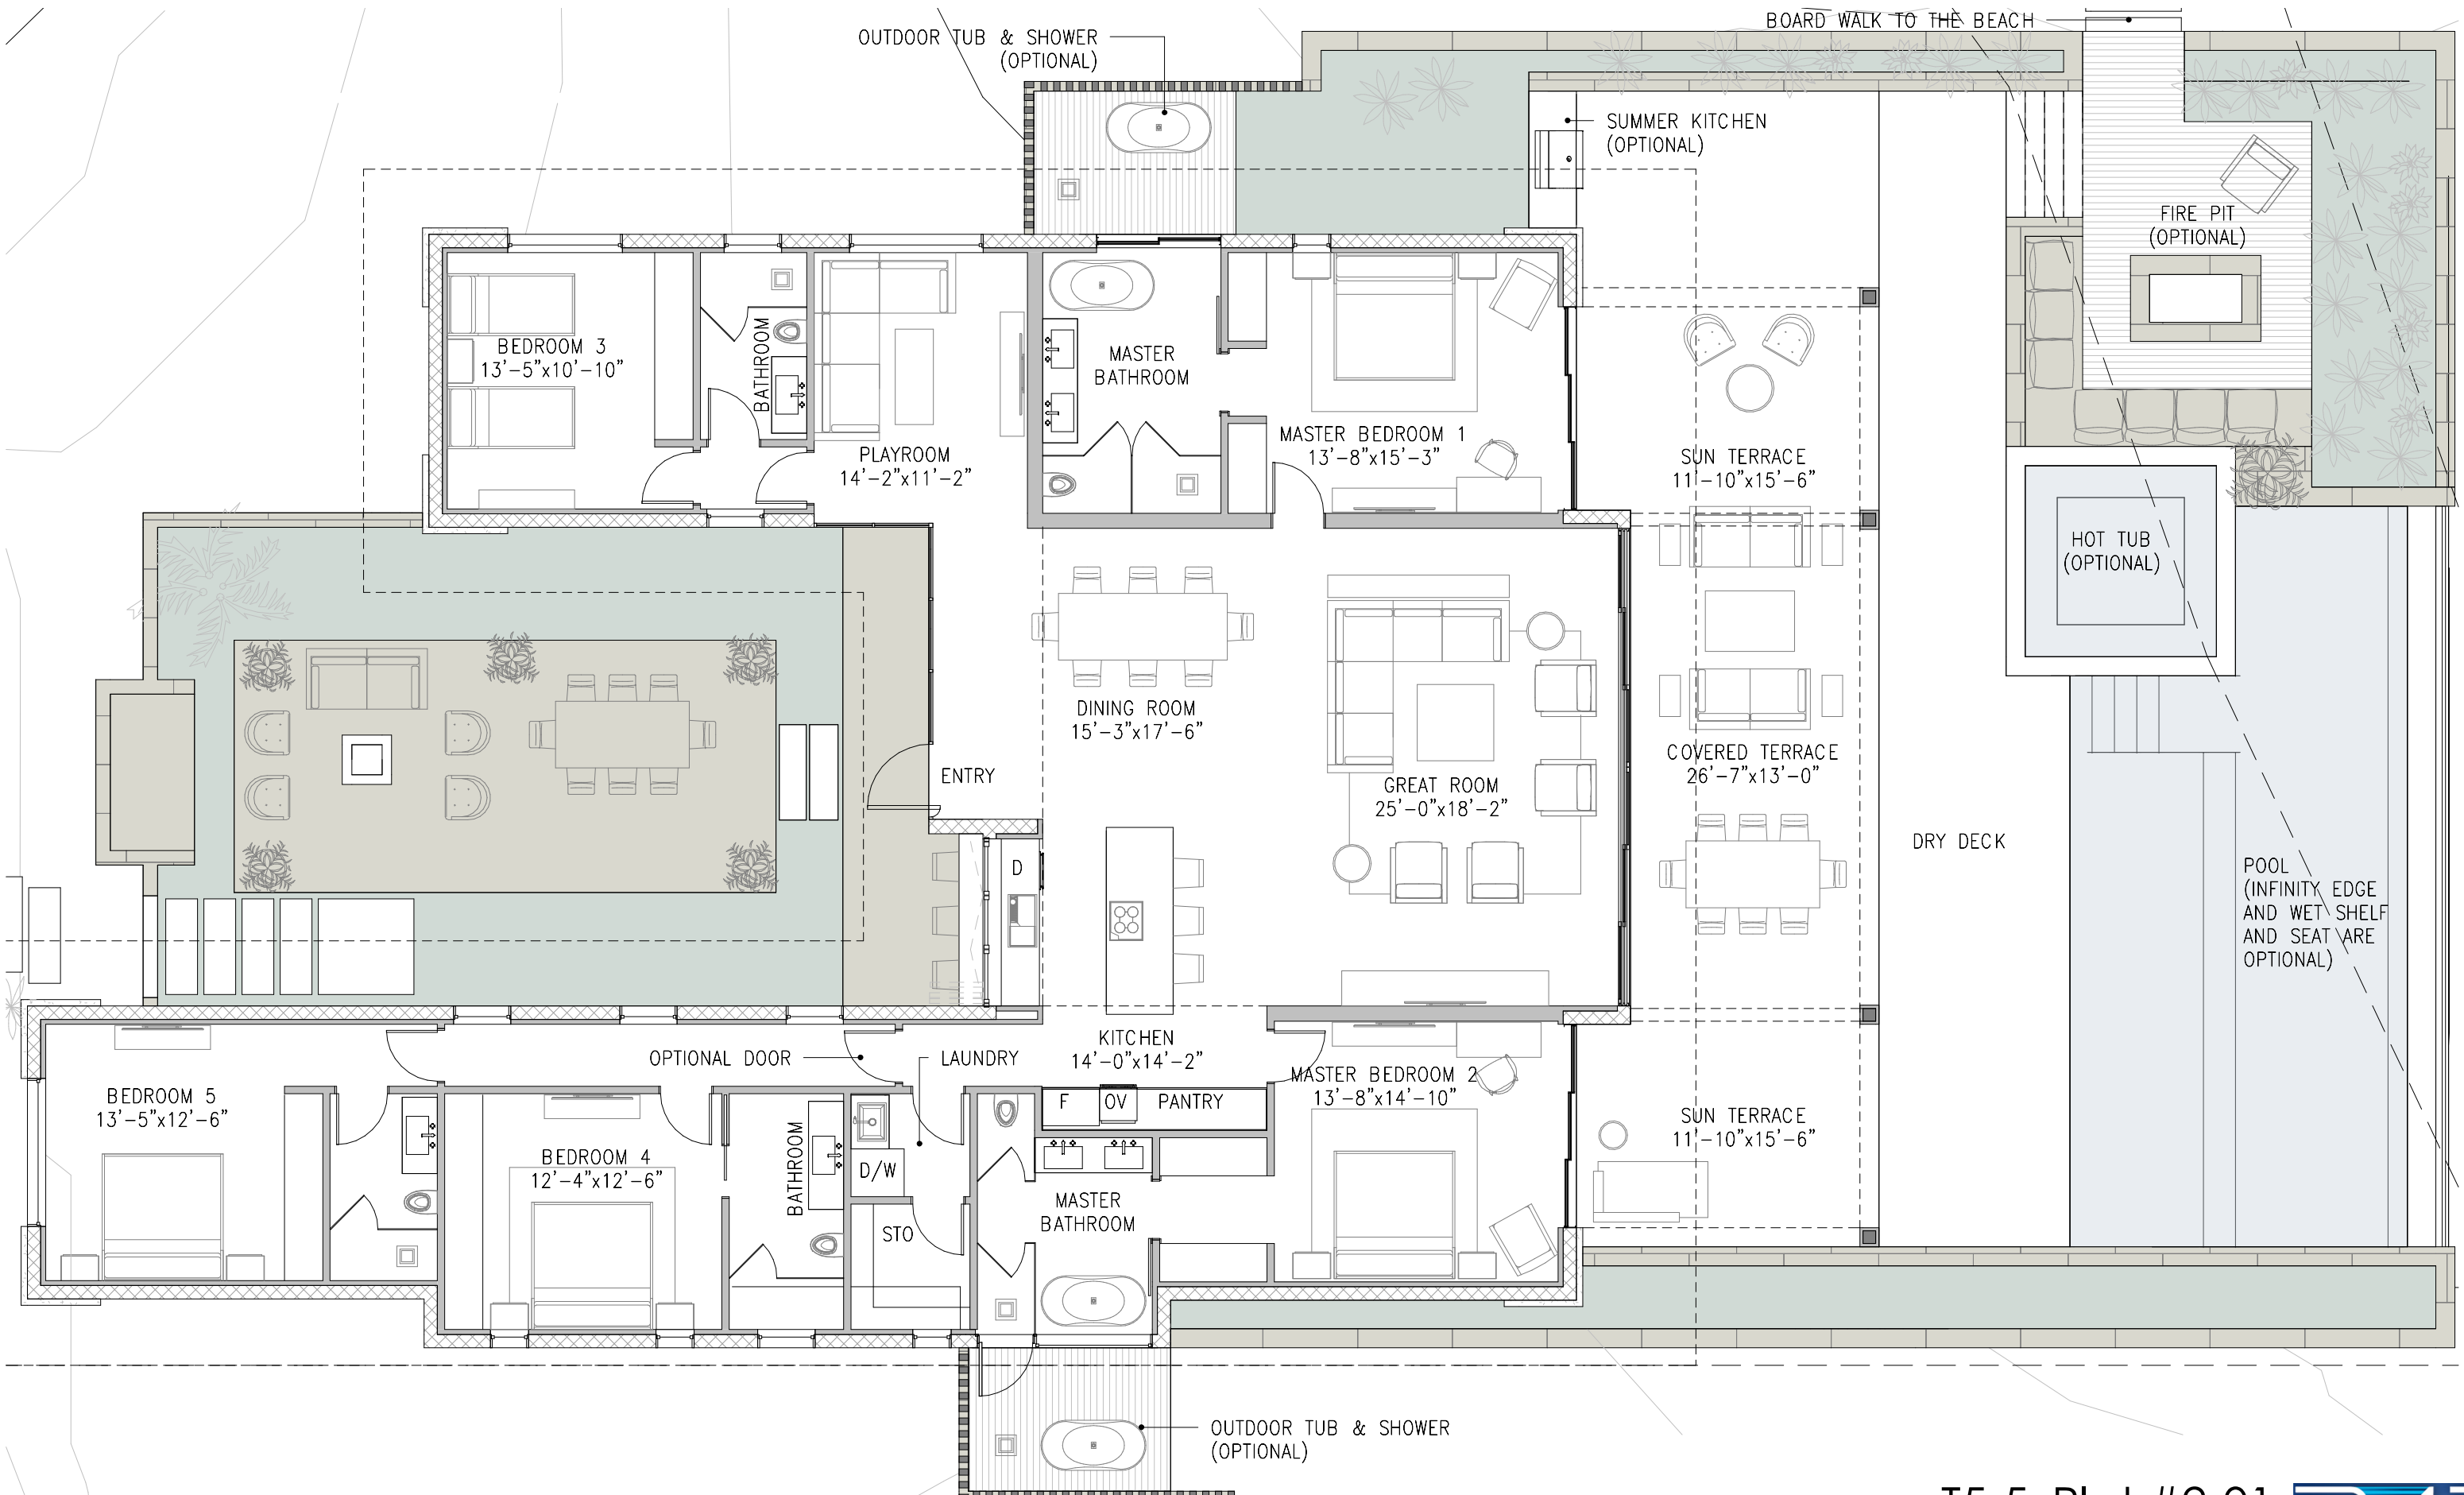 BOARD WALK TO THE BEACH
OUTDOOR TUB & SHOWER
(OPTIONAL)
SUMMER KITCHEN
(OPTIONAL)
FIRE PIT
(OPTIONAL)
BEDROOM 3
13'-5"x10'-10"
BATHROOM
PLAYROOM
14'-2"x11'-2"
MASTER
BATHROOM
MASTER BEDROOM 1
13'-8"x15'-3"
SUN TERRACE
11'-10"x15'-6"
HOT TUB
(OPTIONAL)
DINING ROOM
15'-3"x17'-6"
ENTRY
GREAT ROOM
25'-0"x18'-2"
COVERED TERRACE
26'-7"x13'-0"
DRY DECK
D
POOL
(INFINITY EDGE
AND WET SHELF
AND SEAT ARE
OPTIONAL)
OPTIONAL DOOR
LAUNDRY
KITCHEN
14'-0"x14'-2"
F
OV
PANTRY
MASTER BEDROOM 2
13'-8"x14'-10"
BEDROOM 5
13'-5"x12'-6"
BEDROOM 4
12'-4"x12'-6"
BATHROOM
D/W
STO
MASTER
BATHROOM
SUN TERRACE
11'-10"x15'-6"
OUTDOOR TUB & SHOWER
(OPTIONAL)